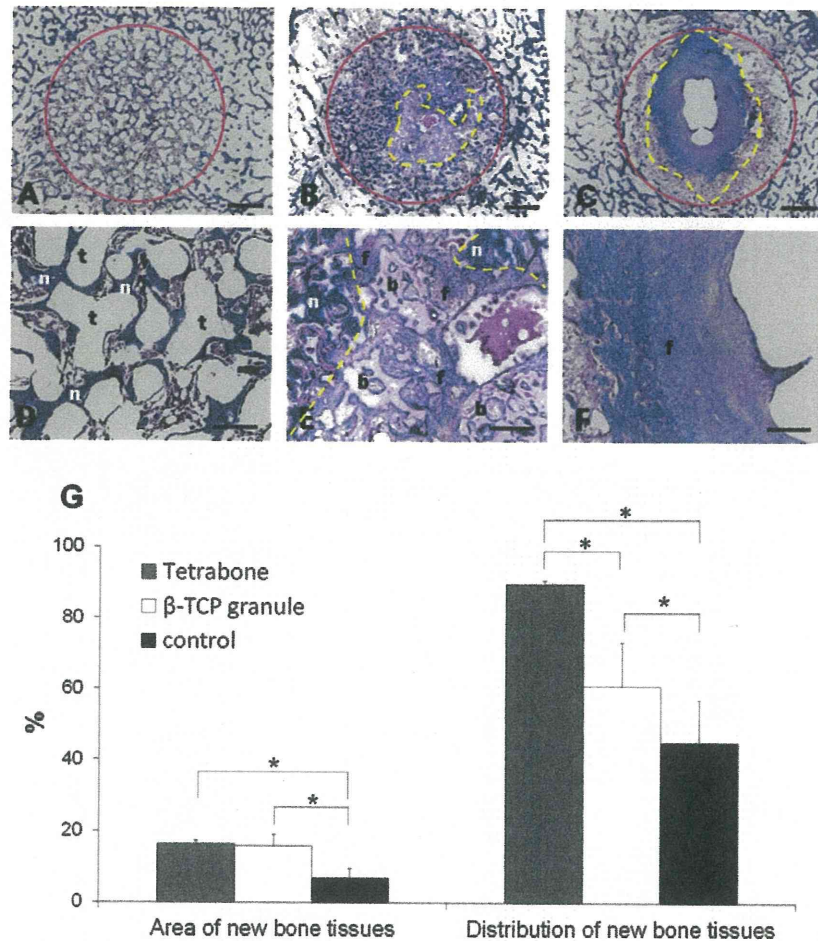 A B C
t n n t t n D
n f n b f b f b E
f F
G
100
80
60
40
20
0
%
Tetrabone
β-TCP granule
control
* *
* * *
Area of new bone tissues Distribution of new bone tissues